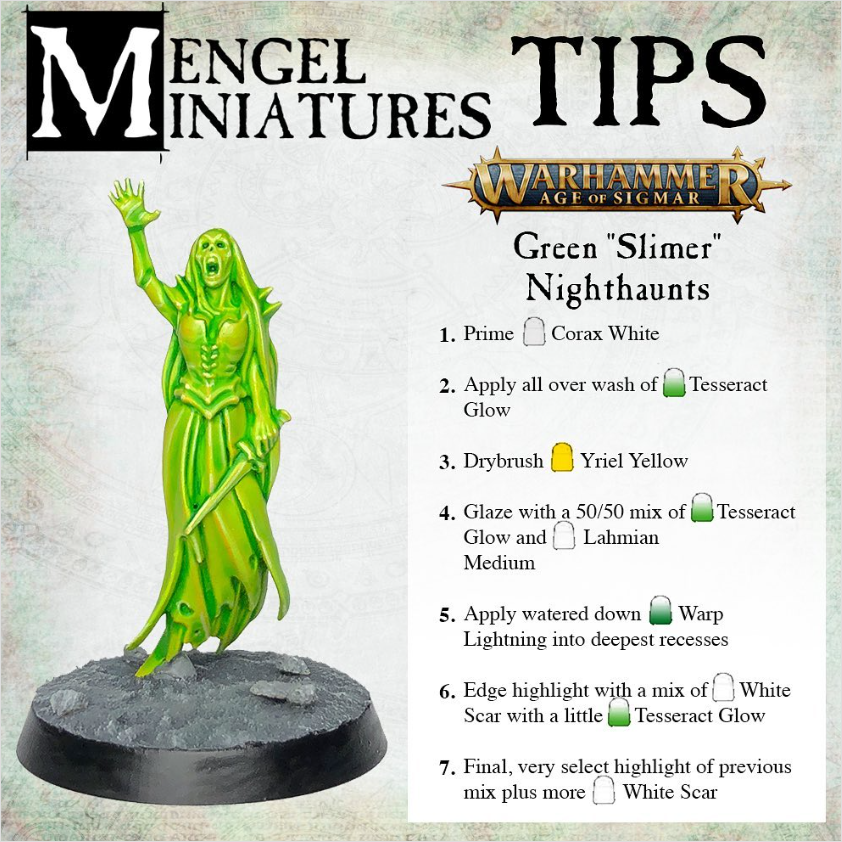 MENGEL
MINIATURES
TIPS
WARHAMMER
AGE OF SIGMAR
Green "Slimer"
Nighthaunts
1. Prime Corax White
2. Apply all over wash of Tesseract
Glow
3. Drybrush Yriel Yellow
4. Glaze with a 50/50 mix of Tesseract
Glow and Lahmian
Medium
5. Apply watered down Warp
Lightning into deepest recesses
6. Edge highlight with a mix of White
Scar with a little Tesseract Glow
7. Final, very select highlight of previous
mix plus more White Scar